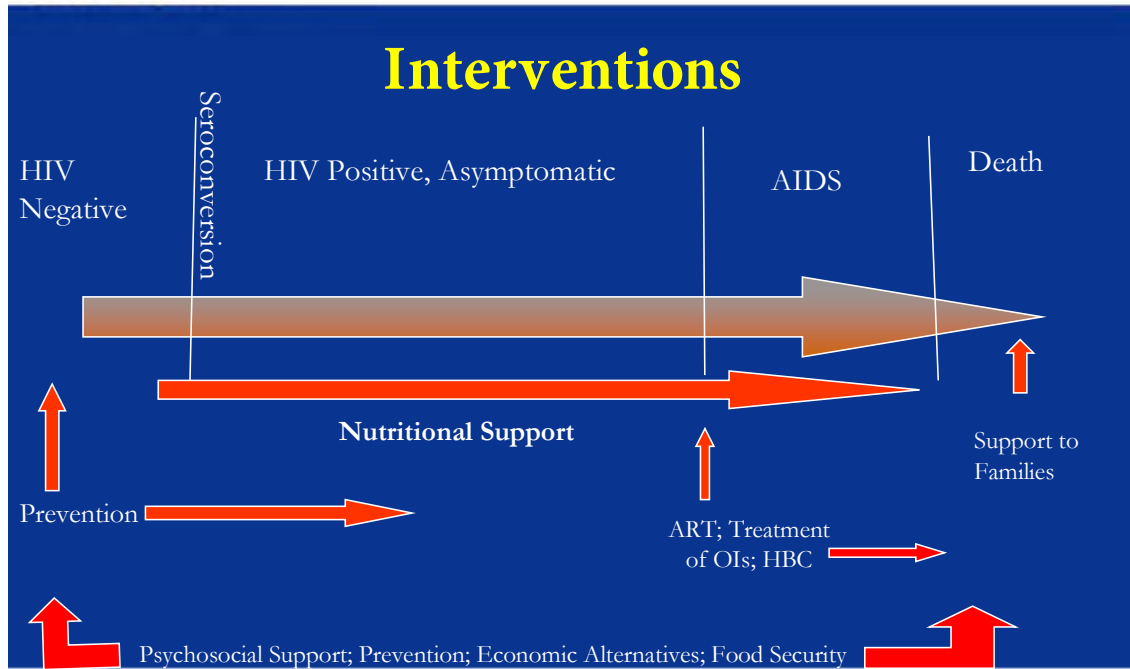 Interventions
Seroconversion
HIV
Negative
HIV Positive, Asymptomatic
AIDS
Death
Nutritional Support
Support to
Families
Prevention
ART; Treatment
of OIs; HBC
Psychosocial Support; Prevention; Economic Alternatives; Food Security